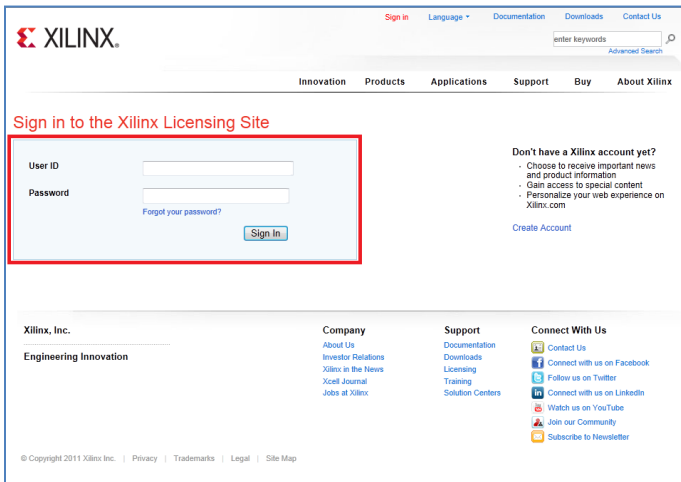 Sign in Language Documentation Downloads Contact Us
XILINX.
enter keywords
Advanced Search
Innovation Products Applications Support Buy About Xilinx
Sign in to the Xilinx Licensing Site
User ID
Password
Forgot your password?
Sign In
Don't have a Xilinx account yet?
- Choose to receive important news
and product information
- Gain access to special content
- Personalize your web experience on
Xilinx.com
Create Account
Xilinx, Inc.
Engineering Innovation
Company
About Us
Investor Relations
Xilinx in the News
Xcell Journal
Jobs at Xilinx
Support
Documentation
Downloads
Licensing
Training
Solution Centers
Connect With Us
Contact Us
Connect with us on Facebook
Follow us on Twitter
in Connect with us on LinkedIn
Watch us on YouTube
Join our Community
Subscribe to Newsletter
© Copyright 2011 Xilinx Inc. | Privacy | Trademarks | Legal | Site Map